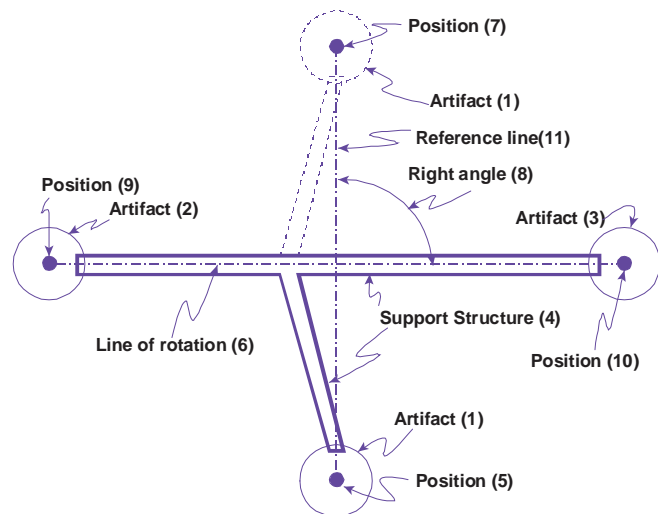 Position (7)
Artifact (1)
Reference line(11)
Right angle (8)
Position (9)
Artifact (2)
Artifact (3)
Support Structure (4)
Line of rotation (6)
Position (10)
Artifact (1)
Position (5)